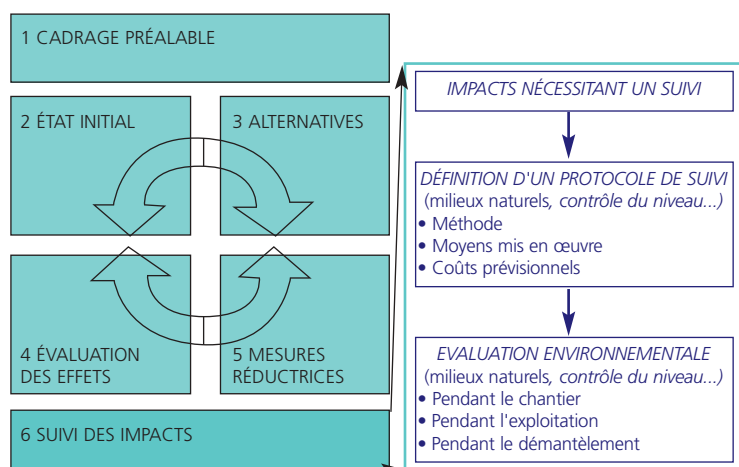 1 CADRAGE PRÉALABLE
2 ÉTAT INITIAL
3 ALTERNATIVES
4 ÉVALUATION
DES EFFETS
5 MESURES
RÉDUCTRICES
6 SUIVI DES IMPACTS
IMPACTS NÉCESSITANT UN SUIVI
DÉFINITION D'UN PROTOCOLE DE SUIVI
(milieux naturels, contrôle du niveau...)
• Méthode
• Moyens mis en œuvre
• Coûts prévisionnels
EVALUATION ENVIRONNEMENTALE
(milieux naturels, contrôle du niveau...)
• Pendant le chantier
• Pendant l'exploitation
• Pendant le démantèlement